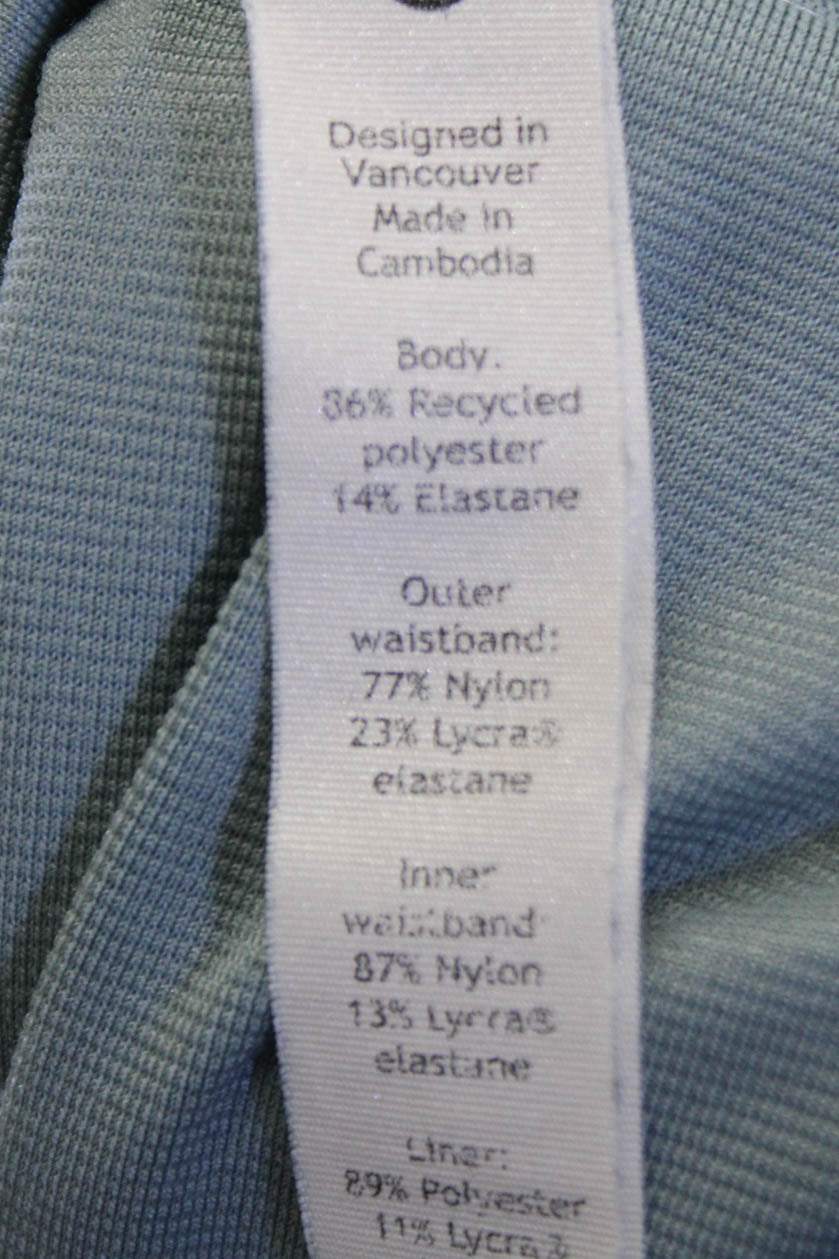 Designed in
Vancouver
Made in
Cambodia
Body:
86% Recycled
polyester
14% Elastane
Outer
waistband:
77% Nylon
23% Lycra®
elastane
Inner
waistband:
87% Nylon
13% Lycra®
elastane
Liner:
89% Polyester
11% Lycra®